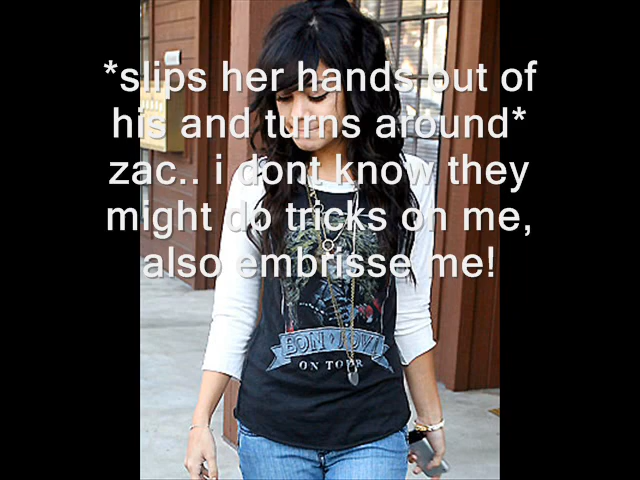 *slips her hands out of
his and turns around*
zac.. i dont know they
might do tricks on me,
also embrisse me!
BON JOVI
ON TOUR